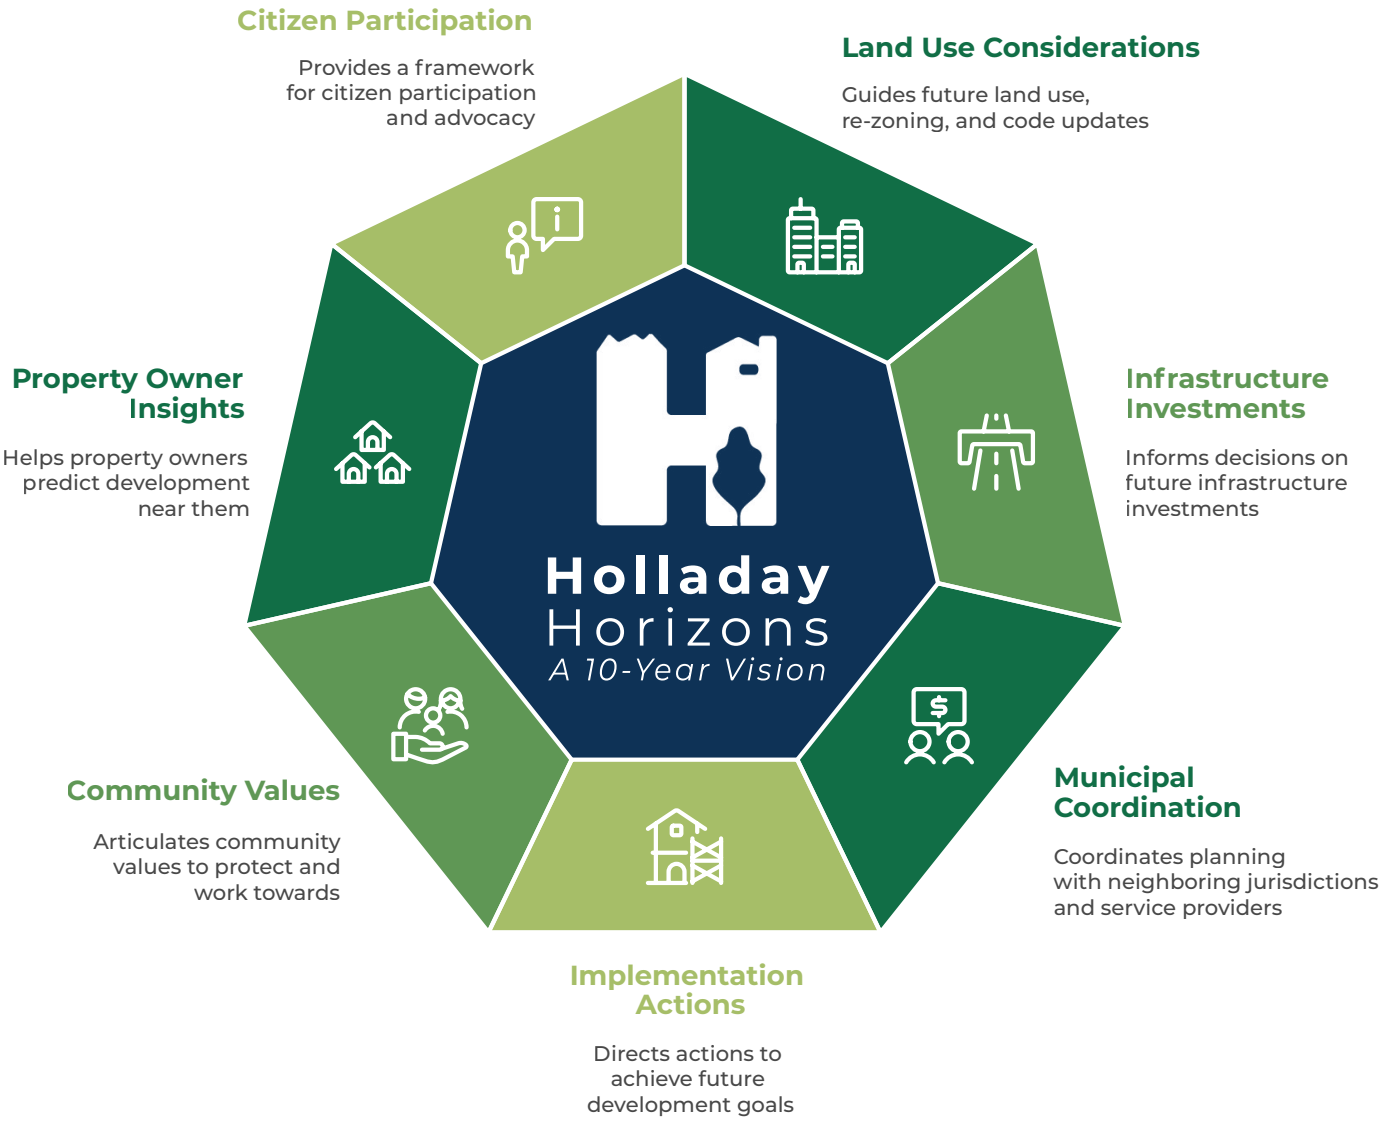 Citizen Participation
Provides a framework
for citizen participation
and advocacy
Land Use Considerations
Guides future land use,
re-zoning, and code updates
i
Property Owner
Insights
Helps property owners
predict development
near them
Infrastructure
Investments
Informs decisions on
future infrastructure
investments
H
Holladay
Horizons
A 10-Year Vision
$
Community Values
Articulates community
values to protect and
work towards
Municipal
Coordination
Coordinates planning
with neighboring jurisdictions
and service providers
Implementation
Actions
Directs actions to
achieve future
development goals